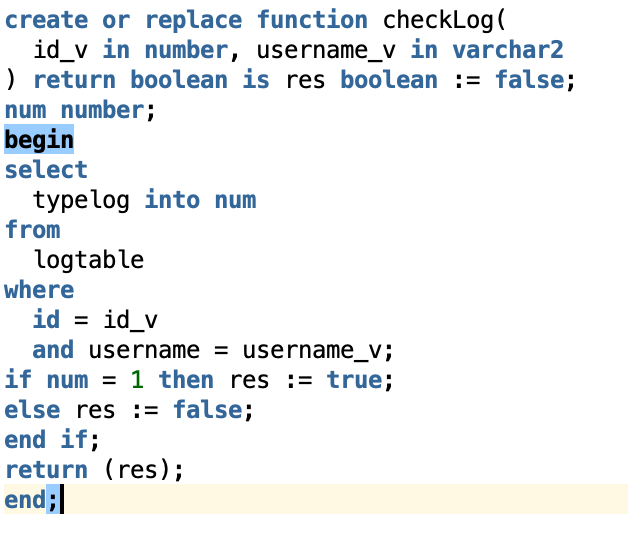 create or replace function checkLog(
  id_v in number, username_v in varchar2
) return boolean is res boolean := false;
num number;
begin
select
  typelog into num
from
  logtable
where
  id = id_v
  and username = username_v;
if num = 1 then res := true;
else res := false;
end if;
return (res);
end;